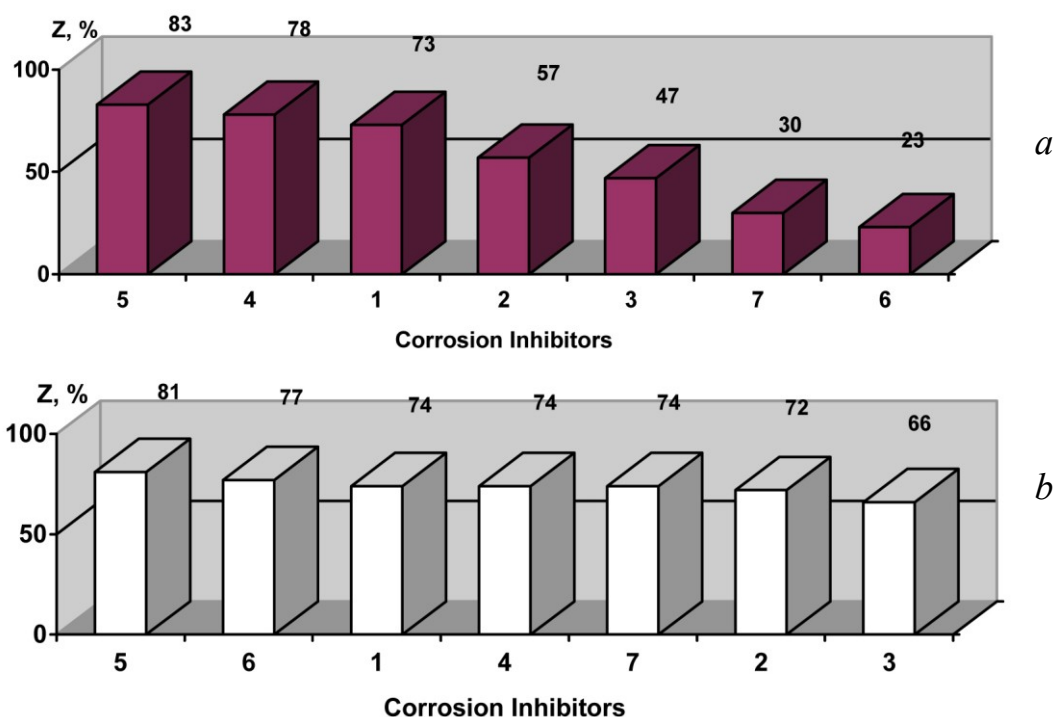 Z, % 83 78 73 57 47 30 23
100
50
0
a
5 4 1 2 3 7 6
Corrosion Inhibitors
Z, % 81 77 74 74 74 72 66
100
50
0
b
5 6 1 4 7 2 3
Corrosion Inhibitors